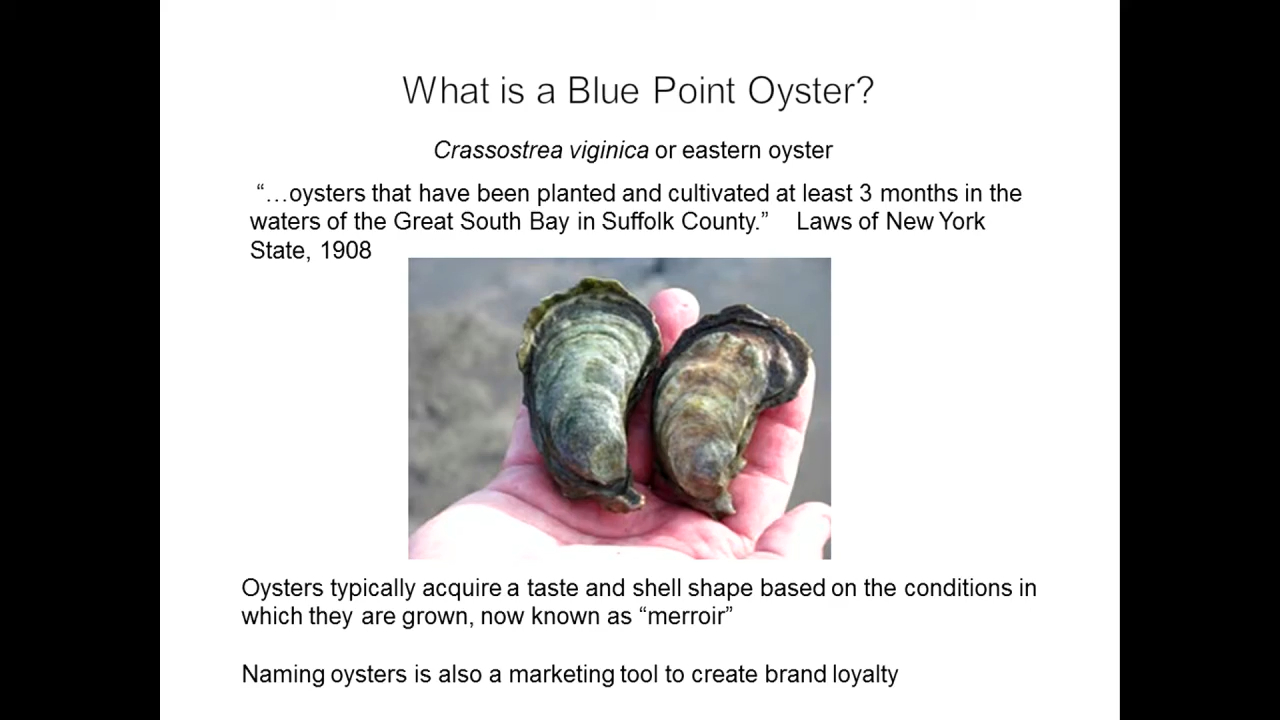 What is a Blue Point Oyster?
Crassostrea viginica or eastern oyster
“…oysters that have been planted and cultivated at least 3 months in the
waters of the Great South Bay in Suffolk County.” Laws of New York
State, 1908
Oysters typically acquire a taste and shell shape based on the conditions in
which they are grown, now known as “merroir”
Naming oysters is also a marketing tool to create brand loyalty